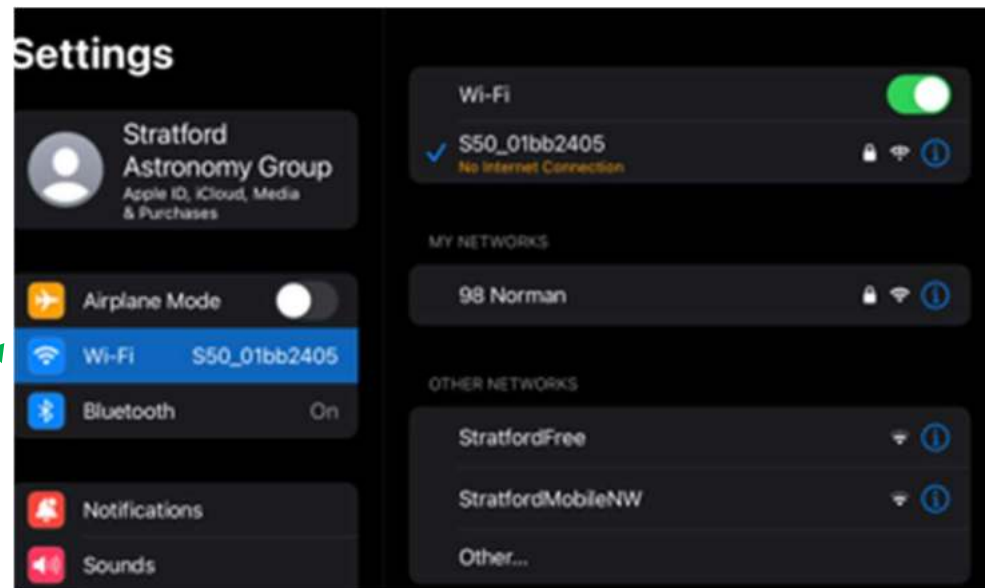 Settings
Stratford
Astronomy Group
Apple ID, iCloud, Media
& Purchases
Airplane Mode
Wi-Fi S50_01bb2405
Bluetooth On
Notifications
Sounds
Wi-Fi
S50_01bb2405
No Internet Connection
MY NETWORKS
98 Norman
OTHER NETWORKS
StratfordFree
StratfordMobileNW
Other...